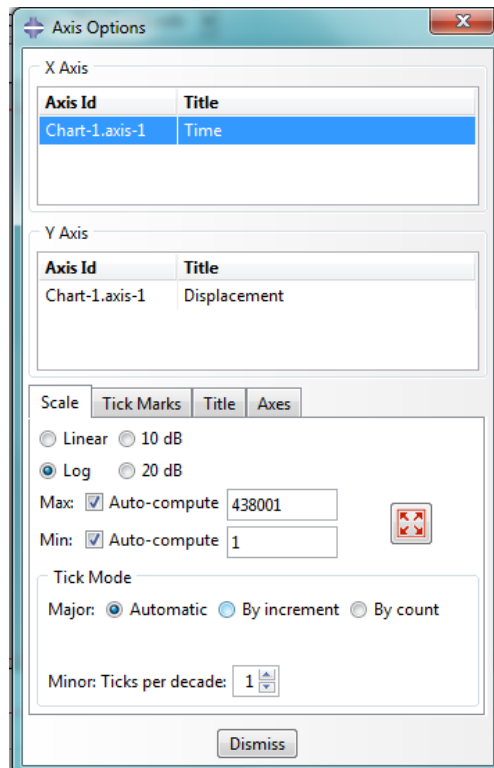 Axis Options
X Axis
Axis Id Title
Chart-1.axis-1 Time
Y Axis
Axis Id Title
Chart-1.axis-1 Displacement
Scale Tick Marks Title Axes
Linear 10 dB
Log 20 dB
Max: Auto-compute 438001
Min: Auto-compute 1
Tick Mode
Major: Automatic By increment By count
Minor: Ticks per decade: 1
Dismiss